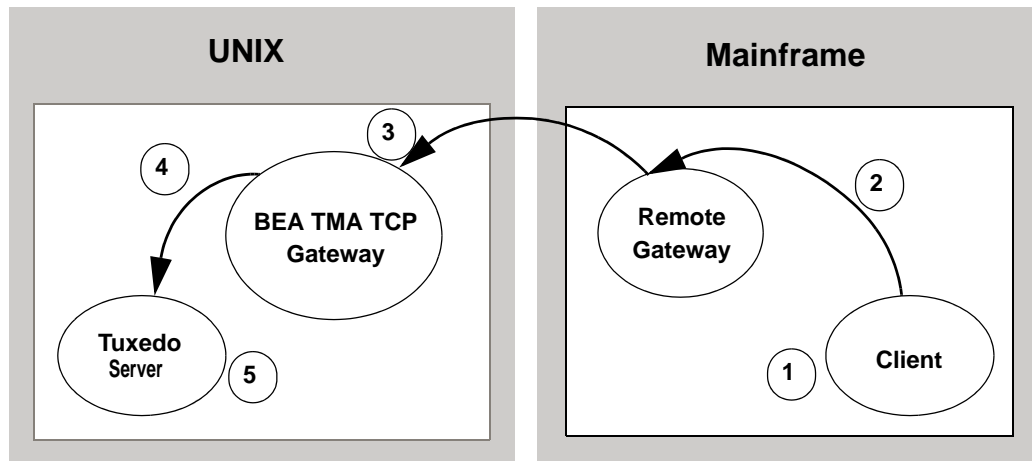 UNIX
Mainframe
3
4
2
BEA TMA TCP
Gateway
Remote
Gateway
Tuxedo
Server
5
1
Client